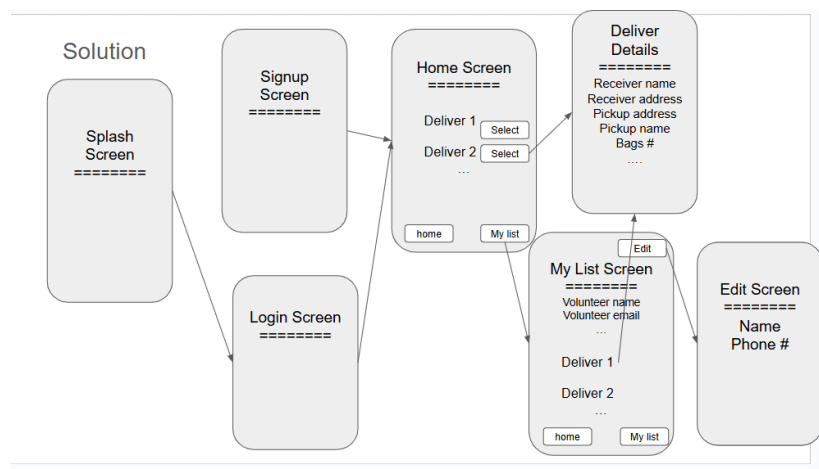 Solution
Splash
Screen
========
Signup
Screen
========
Login Screen
========
Home Screen
========
Deliver 1
Select
Deliver 2
Select
...
home
My list
Deliver
Details
========
Receiver name
Receiver address
Pickup address
Pickup name
Bags #
....
Edit
My List Screen
========
Volunteer name
Volunteer email
...
Deliver 1
Deliver 2
...
home
My list
Edit Screen
========
Name
Phone #